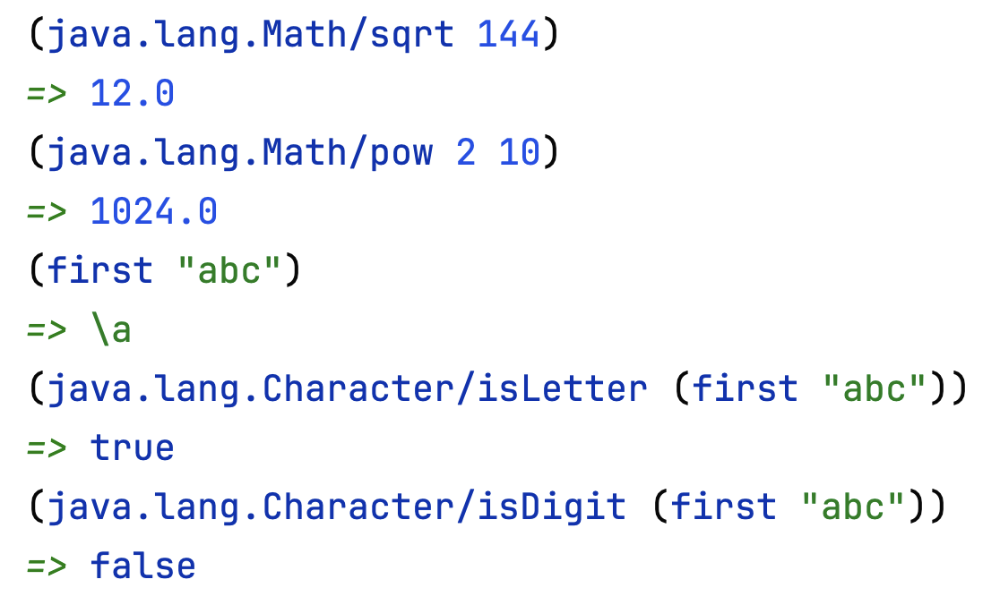 (java.lang.Math/sqrt 144)
=> 12.0
(java.lang.Math/pow 2 10)
=> 1024.0
(first "abc")
=> \a
(java.lang.Character/isLetter (first "abc"))
=> true
(java.lang.Character/isDigit (first "abc"))
=> false